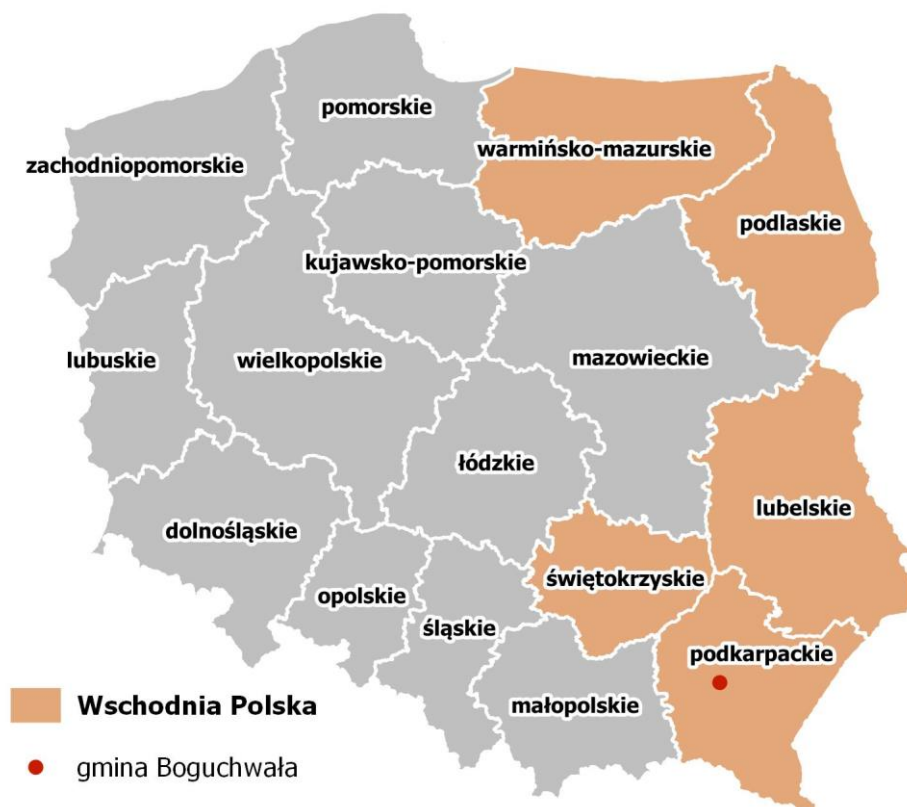 pomorskie
warmińsko-mazurskie
zachodniopomorskie
podlaskie
kujawsko-pomorskie
lubuskie
wielkopolskie
mazowieckie
łódzkie
lubelskie
dolnośląskie
świętokrzyskie
opolskie
śląskie
podkarpackie
małopolskie
Wschodnia Polska
gmina Boguchwała